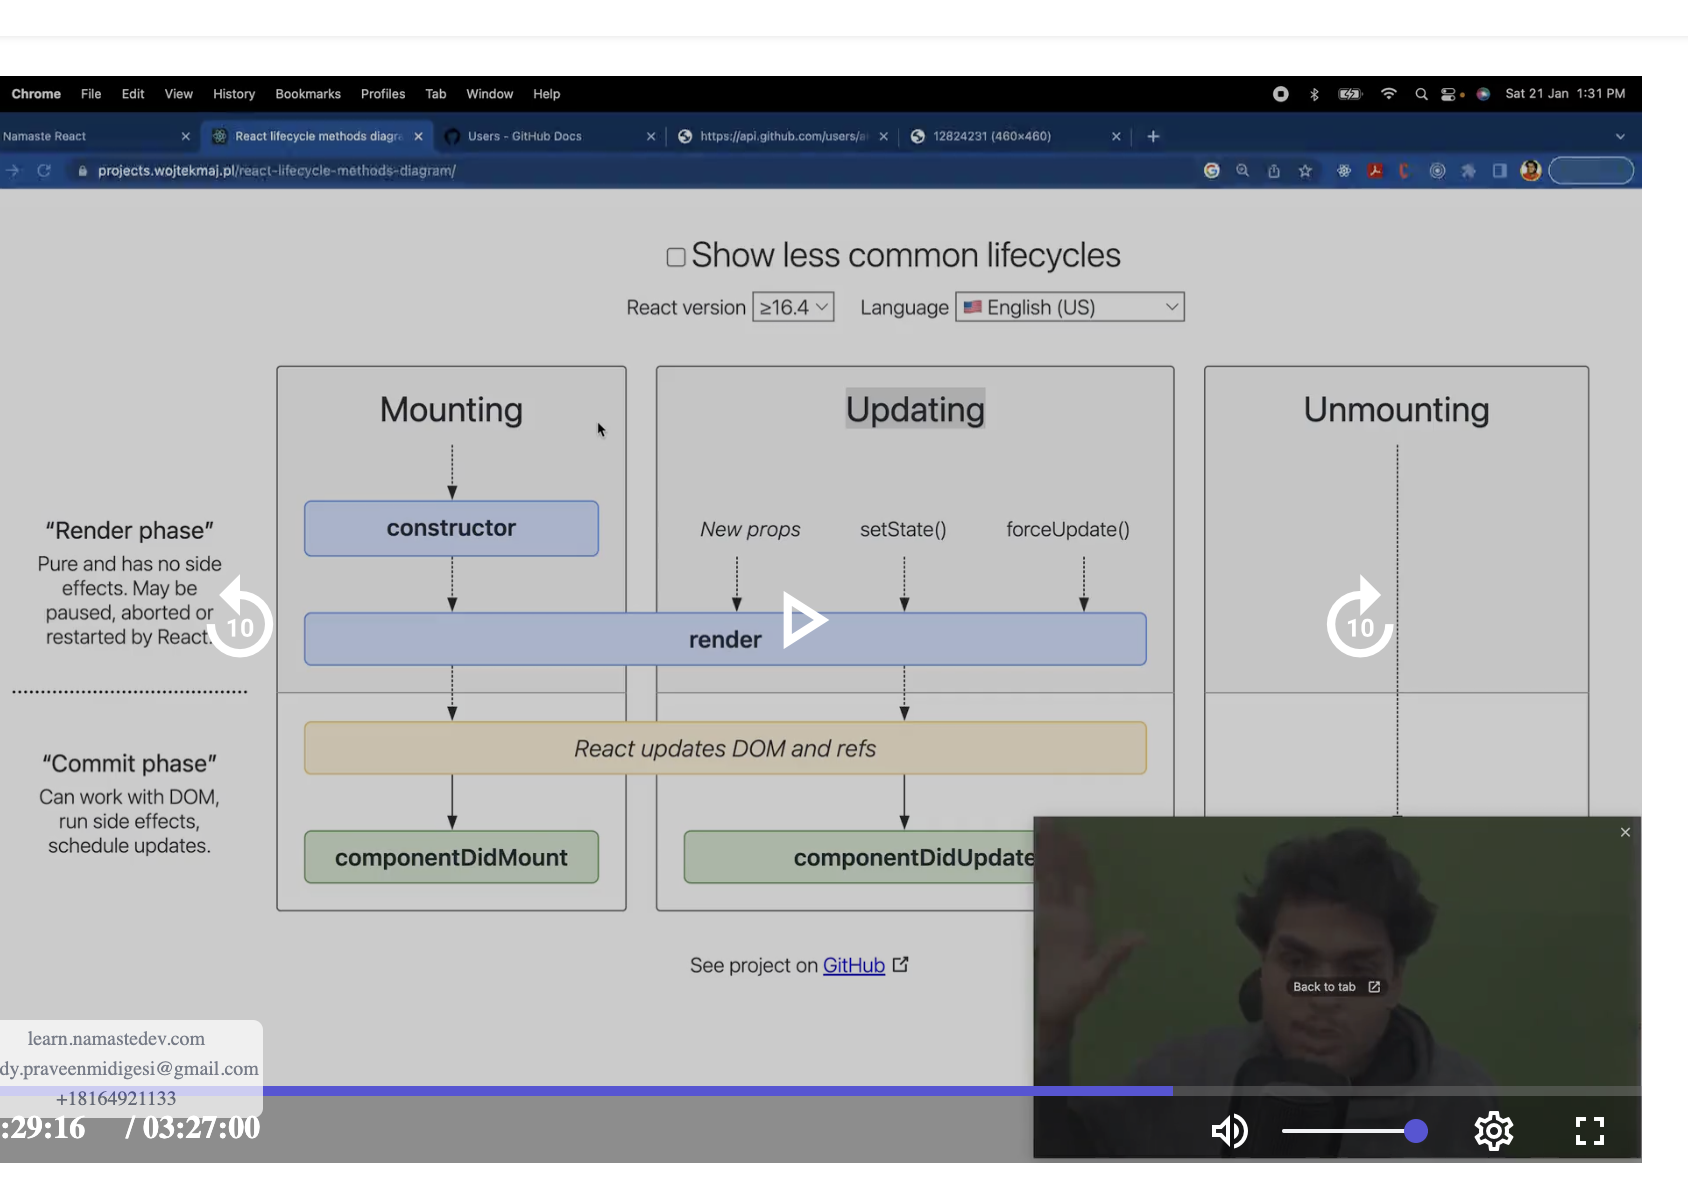 Chrome File Edit View History Bookmarks Profiles Tab Window Help Sat 21 Jan 1:31 PM
Namaste React React lifecycle methods diagr Users - GitHub Docs https://api.github.com/users/ 12824231 (460×460)
projects.wojtekmaj.pl/react-lifecycle-methods-diagram/
Show less common lifecycles
React version ≥16.4 Language English (US)
Mounting Updating Unmounting
“Render phase”
Pure and has no side
effects. May be
paused, aborted or
restarted by React.
constructor
New props setState() forceUpdate()
10
10
render
React updates DOM and refs
“Commit phase”
Can work with DOM,
run side effects,
schedule updates.
componentDidMount componentDidUpdate
See project on GitHub
Back to tab
learn.namastedev.com
dy.praveenmidigesi@gmail.com
+18164921133
:29:16 / 03:27:00